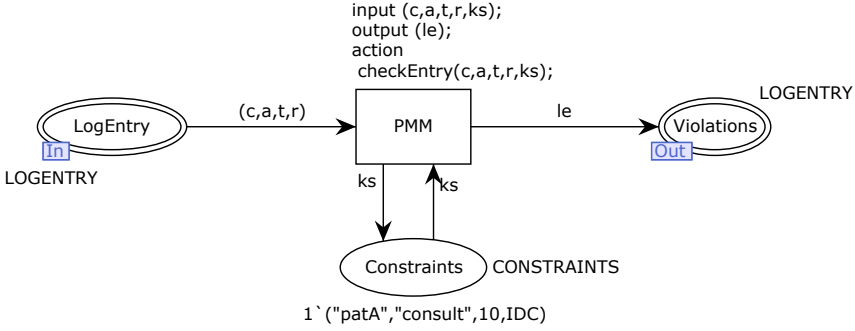 input (c,a,t,r,ks);
output (le);
action
checkEntry(c,a,t,r,ks);
LOGENTRY
(c,a,t,r)
le
LogEntry
PMM
Violations
In
Out
LOGENTRY
ks
ks
Constraints
CONSTRAINTS
1`("patA","consult",10,IDC)